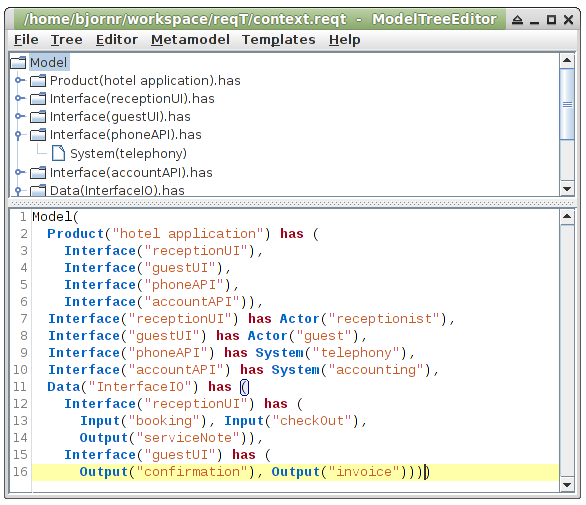 /home/bjornr/workspace/reqT/context.reqt - ModelTreeEditor
File Tree Editor Metamodel Templates Help
Model
Product(hotel application).has
Interface(receptionUI).has
Interface(guestUI).has
Interface(phoneAPI).has
System(telephony)
Interface(accountAPI).has
Data(InterfaceIO).has
1 Model(
2 Product("hotel application") has (
3 Interface("receptionUI"),
4 Interface("guestUI"),
5 Interface("phoneAPI"),
6 Interface("accountAPI")),
7 Interface("receptionUI") has Actor("receptionist"),
8 Interface("guestUI") has Actor("guest"),
9 Interface("phoneAPI") has System("telephony"),
10 Interface("accountAPI") has System("accounting"),
11 Data("InterfaceIO") has (
12 Interface("receptionUI") has (
13 Input("booking"), Input("checkOut"),
14 Output("serviceNote")),
15 Interface("guestUI") has (
16 Output("confirmation"), Output("invoice"))))